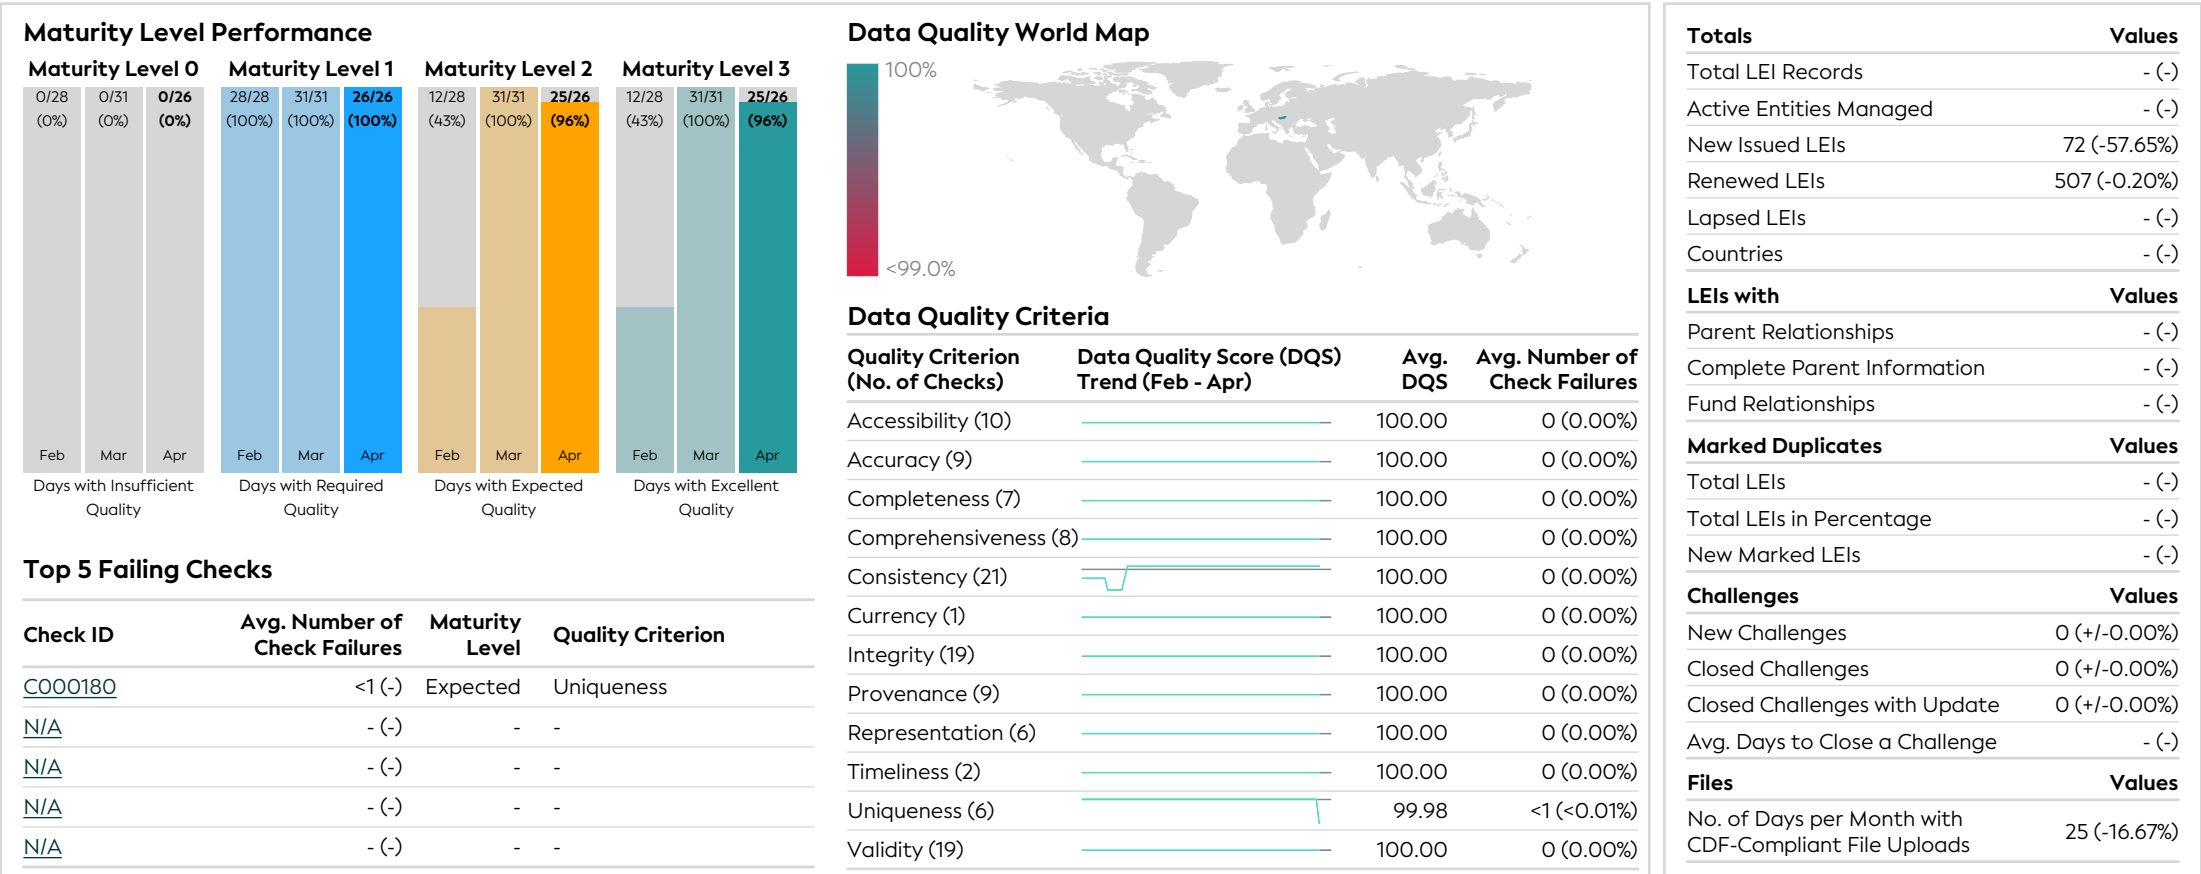 Maturity Level Performance
Maturity Level 0
Maturity Level 1
Maturity Level 2
Maturity Level 3
0/28 0/31 0/26
(0%) (0%) (0%)
28/28 31/31 26/26
(100%) (100%) (100%)
12/28 31/31 25/26
(43%) (100%) (96%)
12/28 31/31 25/26
(43%) (100%) (96%)
Feb Mar Apr
Feb Mar Apr
Feb Mar Apr
Feb Mar Apr
Days with Insufficient
Quality
Days with Required
Quality
Days with Expected
Quality
Days with Excellent
Quality
Top 5 Failing Checks
Check ID
Avg. Number of
Check Failures
Maturity
Level
Quality Criterion
C000180 <1 (-) Expected Uniqueness
N/A - (-) - -
N/A - (-) - -
N/A - (-) - -
N/A - (-) - -
Data Quality World Map
100%
<99.0%
Data Quality Criteria
Quality Criterion
(No. of Checks)
Data Quality Score (DQS)
Trend (Feb - Apr)
Avg.
DQS
Avg. Number of
Check Failures
Accessibility (10) 100.00 0 (0.00%)
Accuracy (9) 100.00 0 (0.00%)
Completeness (7) 100.00 0 (0.00%)
Comprehensiveness (8) 100.00 0 (0.00%)
Consistency (21) 100.00 0 (0.00%)
Currency (1) 100.00 0 (0.00%)
Integrity (19) 100.00 0 (0.00%)
Provenance (9) 100.00 0 (0.00%)
Representation (6) 100.00 0 (0.00%)
Timeliness (2) 100.00 0 (0.00%)
Uniqueness (6) 99.98 <1 (<0.01%)
Validity (19) 100.00 0 (0.00%)
Totals Values
Total LEI Records - (-)
Active Entities Managed - (-)
New Issued LEIs 72 (-57.65%)
Renewed LEIs 507 (-0.20%)
Lapsed LEIs - (-)
Countries - (-)
LEIs with Values
Parent Relationships - (-)
Complete Parent Information - (-)
Fund Relationships - (-)
Marked Duplicates Values
Total LEIs - (-)
Total LEIs in Percentage - (-)
New Marked LEIs - (-)
Challenges Values
New Challenges 0 (+/-0.00%)
Closed Challenges 0 (+/-0.00%)
Closed Challenges with Update 0 (+/-0.00%)
Avg. Days to Close a Challenge - (-)
Files Values
No. of Days per Month with
CDF-Compliant File Uploads 25 (-16.67%)